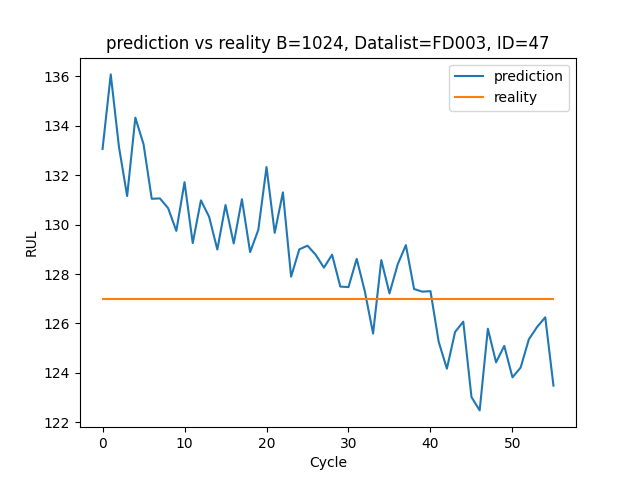 prediction vs reality B=1024, Datalist=FD003, ID=47
prediction
reality
RUL
136
134
132
130
128
126
124
122
0 10 20 30 40 50
Cycle